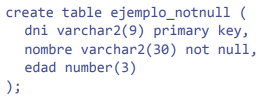 create table ejemplo_notnull (
   dni varchar2(9) primary key,
   nombre varchar2(30) not null,
   edad number(3)
);